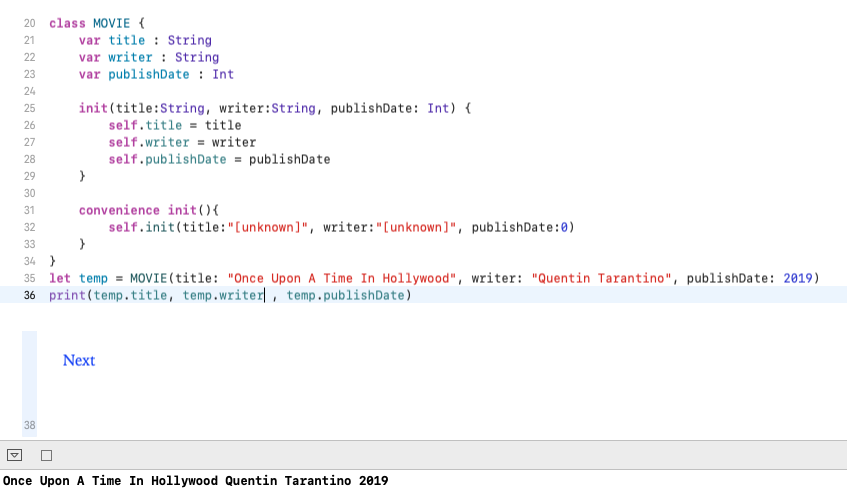 20 class MOVIE {
21 var title : String
22 var writer : String
23 var publishDate : Int
24
25 init(title:String, writer:String, publishDate: Int) {
26 self.title = title
27 self.writer = writer
28 self.publishDate = publishDate
29 }
30
31 convenience init(){
32 self.init(title:"[unknown]", writer:"[unknown]", publishDate:0)
33 }
34 }
35 let temp = MOVIE(title: "Once Upon A Time In Hollywood", writer: "Quentin Tarantino", publishDate: 2019)
36 print(temp.title, temp.writer , temp.publishDate)
Next
38
Once Upon A Time In Hollywood Quentin Tarantino 2019